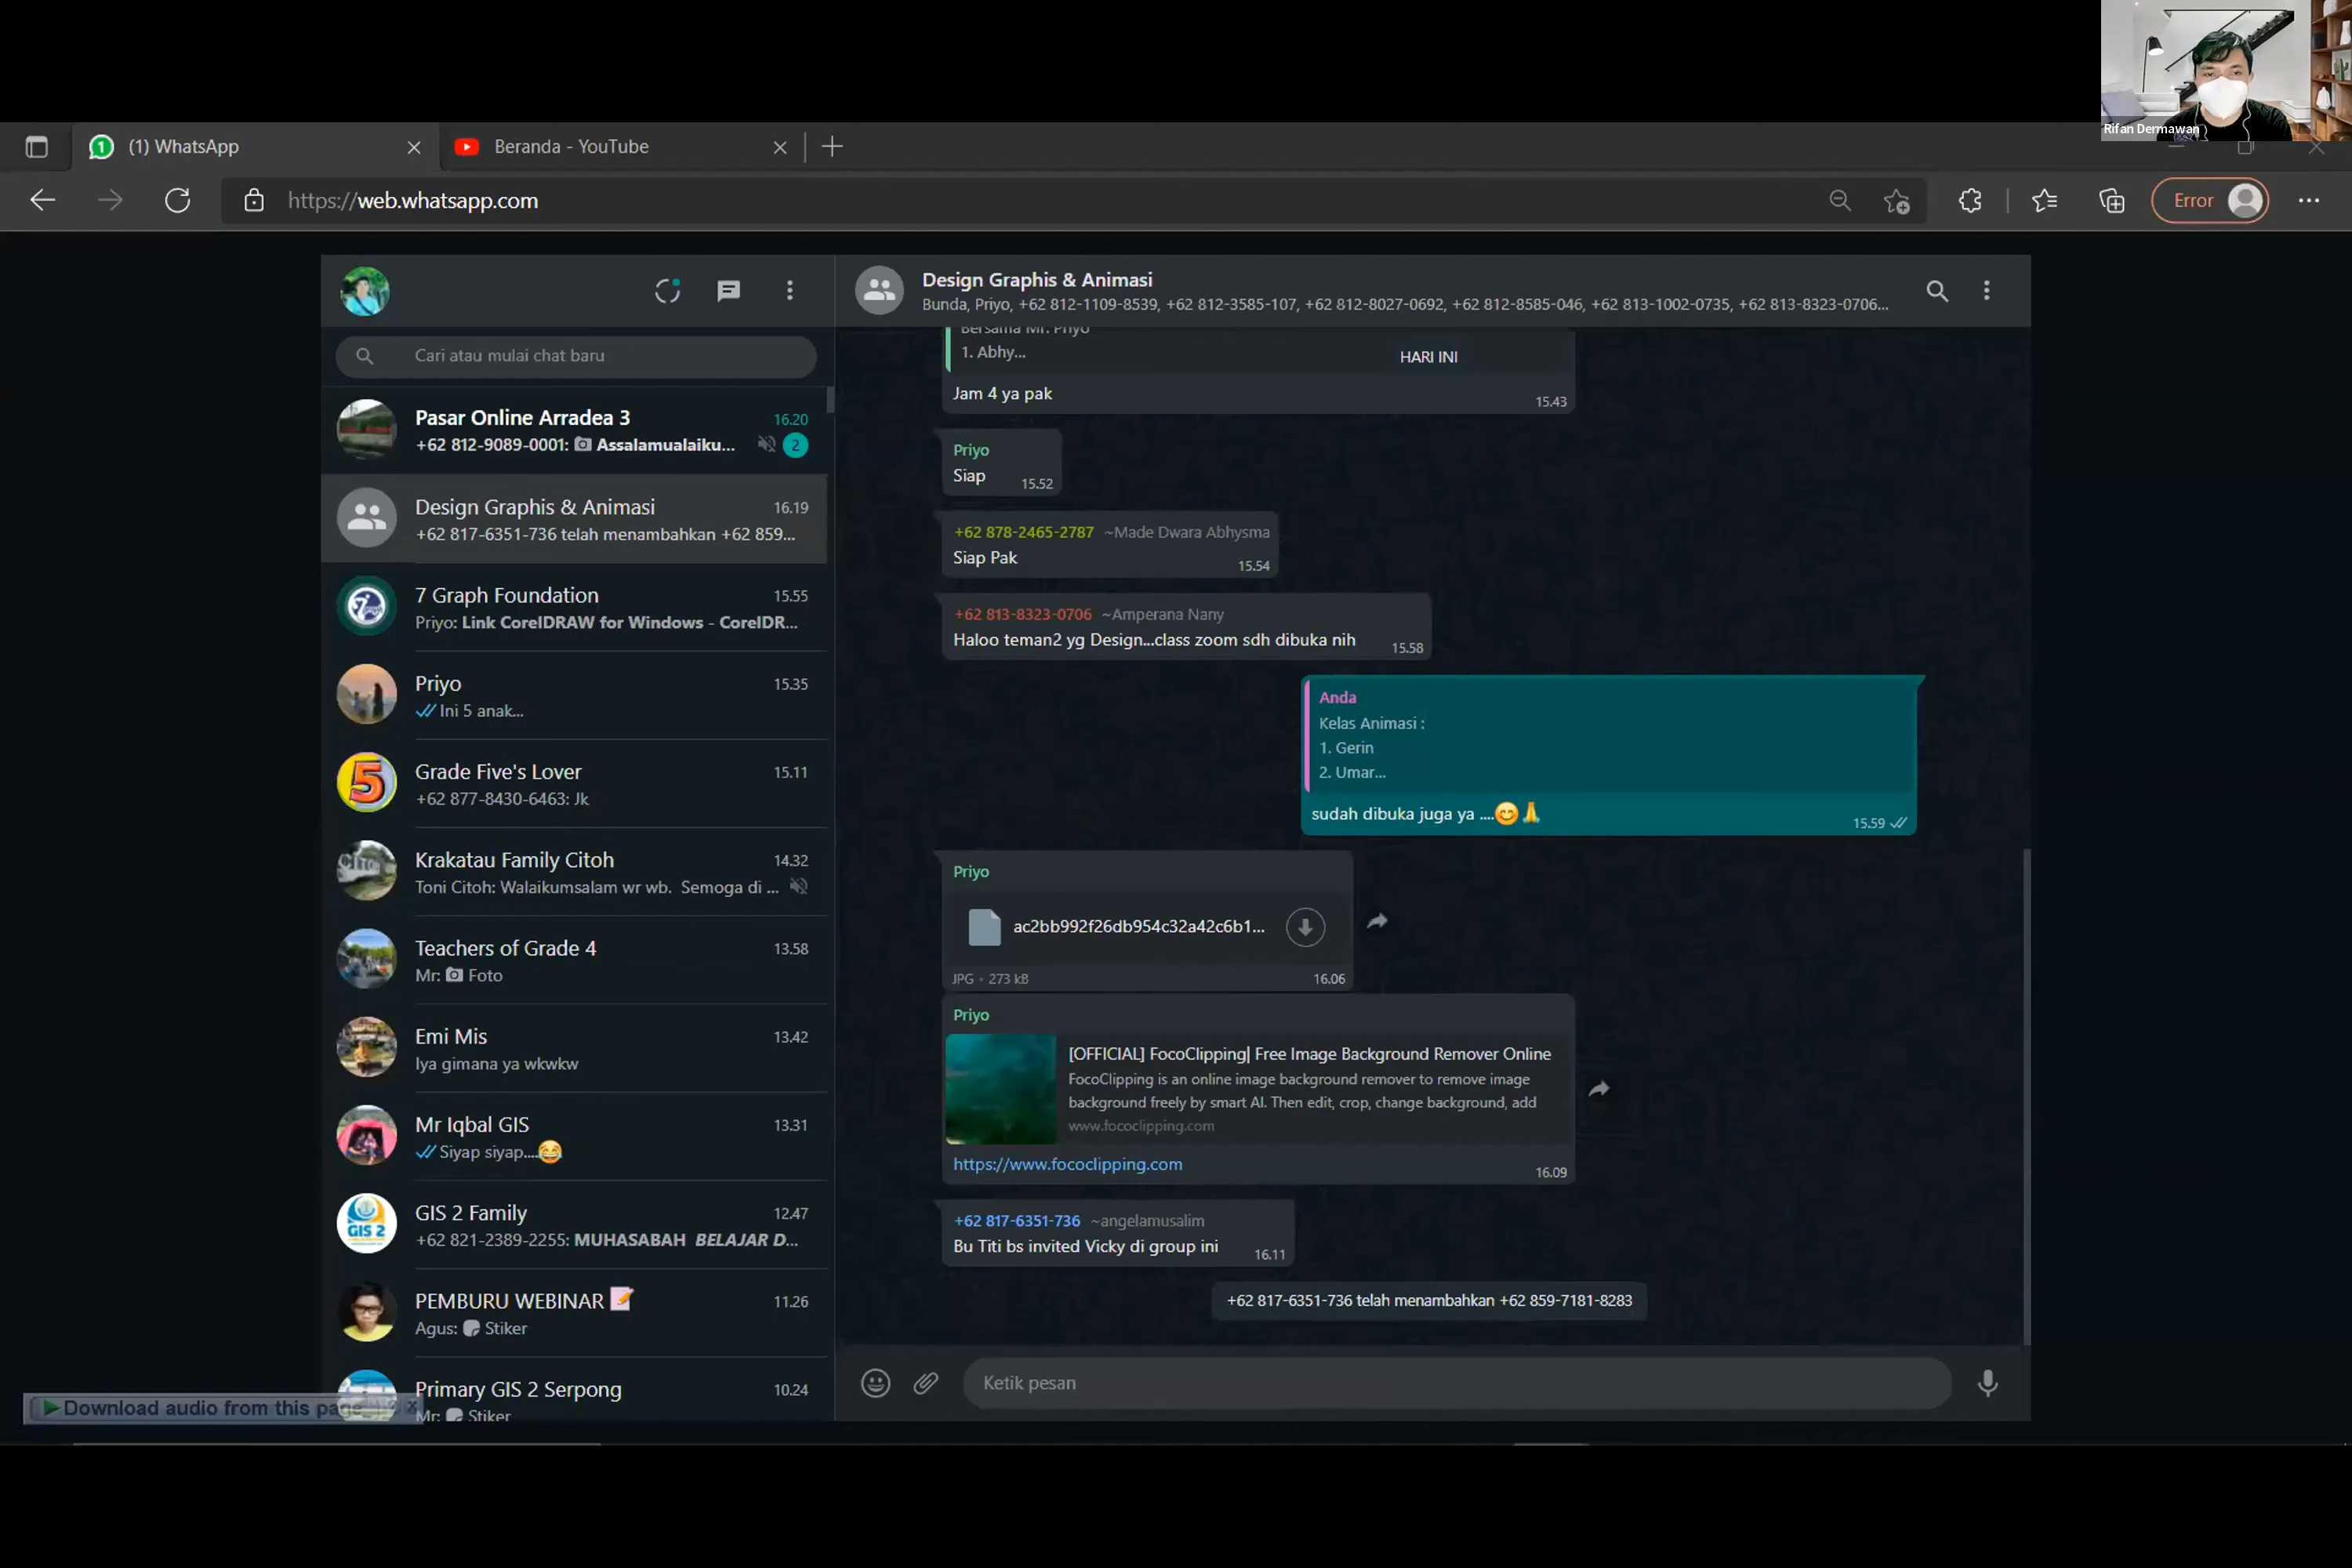 Rifan Dermawan
(1) WhatsApp
Beranda - YouTube
https://web.whatsapp.com
Error
Cari atau mulai chat baru
Pasar Online Arradea 3 16.20
+62 812-9089-0001: Assalamualaiku... 2
Design Graphis & Animasi 16.19
+62 817-6351-736 telah menambahkan +62 859...
7 Graph Foundation 15.55
Priyo: Link CorelDRAW for Windows - CorelDR...
Priyo 15.35
Ini 5 anak...
Grade Five's Lover 15.11
+62 877-8430-6463: Jk
Krakatau Family Citoh 14.32
Toni Citoh: Walaikumsalam wr wb. Semoga di ...
Teachers of Grade 4 13.58
Mr: Foto
Emi Mis 13.42
Iya gimana ya wkwkw
Mr Iqbal GIS 13.31
Siyap siyap....😂
GIS 2 Family 12.47
+62 821-2389-2255: MUHASABAH BELAJAR D...
PEMBURU WEBINAR 📝 11.26
Agus: Stiker
Primary GIS 2 Serpong 10.24
Mr: Stiker
Download audio from this page
Design Graphis & Animasi
Bunda, Priyo, +62 812-1109-8539, +62 812-3585-107, +62 812-8027-0692, +62 812-8585-046, +62 813-1002-0735, +62 813-8323-0706...
Bersama Mr. Priyo
1. Abhy...
HARI INI
Jam 4 ya pak
15.43
Priyo
Siap 15.52
+62 878-2465-2787 ~Made Dwara Abhysma
Siap Pak 15.54
+62 813-8323-0706 ~Amperana Nany
Haloo teman2 yg Design...class zoom sdh dibuka nih 15.58
Anda
Kelas Animasi :
1. Gerin
2. Umar...
sudah dibuka juga ya ....😊🙏 15.59
Priyo
ac2bb992f26db954c32a42c6b1...
JPG • 273 kB 16.06
Priyo
[OFFICIAL] FocoClipping| Free Image Background Remover Online
FocoClipping is an online image background remover to remove image
background freely by smart AI. Then edit, crop, change background, add
www.fococlipping.com
https://www.fococlipping.com 16.09
+62 817-6351-736 ~angelamusalim
Bu Titi bs invited Vicky di group ini 16.11
+62 817-6351-736 telah menambahkan +62 859-7181-8283
Ketik pesan